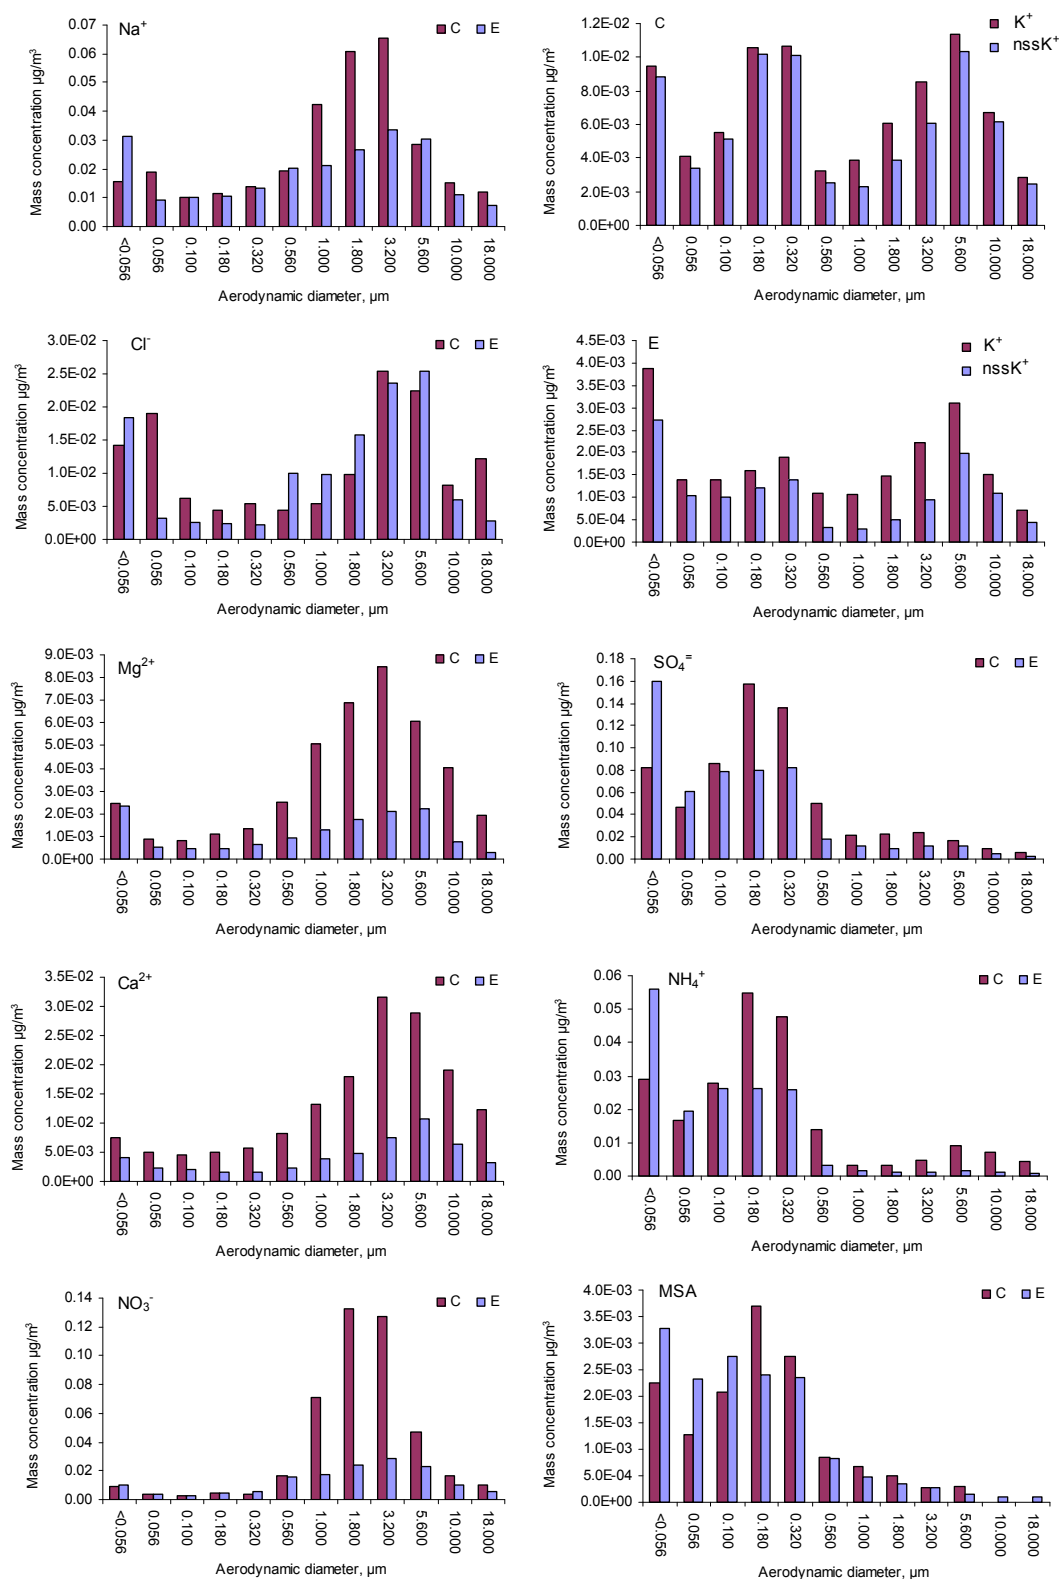 Na⁺
C E
Mass concentration µg/m³
0.07
0.06
0.05
0.04
0.03
0.02
0.01
0.00
<0.056 0.056 0.100 0.180 0.320 0.560 1.000 1.800 3.200 5.600 10.000 18.000
Aerodynamic diameter, µm
C
K⁺
nssK⁺
Mass concentration µg/m³
1.2E-02
1.0E-02
8.0E-03
6.0E-03
4.0E-03
2.0E-03
0.0E+00
<0.056 0.056 0.100 0.180 0.320 0.560 1.000 1.800 3.200 5.600 10.000 18.000
Aerodynamic diameter, µm
Cl⁻
C E
Mass concentration µg/m³
3.0E-02
2.5E-02
2.0E-02
1.5E-02
1.0E-02
5.0E-03
0.0E+00
<0.056 0.056 0.100 0.180 0.320 0.560 1.000 1.800 3.200 5.600 10.000 18.000
Aerodynamic diameter, µm
E
K⁺
nssK⁺
Mass concentration µg/m³
4.5E-03
4.0E-03
3.5E-03
3.0E-03
2.5E-03
2.0E-03
1.5E-03
1.0E-03
5.0E-04
0.0E+00
<0.056 0.056 0.100 0.180 0.320 0.560 1.000 1.800 3.200 5.600 10.000 18.000
Aerodynamic diameter, µm
Mg²⁺
C E
Mass concentration µg/m³
9.0E-03
8.0E-03
7.0E-03
6.0E-03
5.0E-03
4.0E-03
3.0E-03
2.0E-03
1.0E-03
0.0E+00
<0.056 0.056 0.100 0.180 0.320 0.560 1.000 1.800 3.200 5.600 10.000 18.000
Aerodynamic diameter, µm
SO₄⁼
C E
Mass concentration µg/m³
0.18
0.16
0.14
0.12
0.10
0.08
0.06
0.04
0.02
0.00
<0.056 0.056 0.100 0.180 0.320 0.560 1.000 1.800 3.200 5.600 10.000 18.000
Aerodynamic diameter, µm
Ca²⁺
C E
Mass concentration µg/m³
3.5E-02
3.0E-02
2.5E-02
2.0E-02
1.5E-02
1.0E-02
5.0E-03
0.0E+00
<0.056 0.056 0.100 0.180 0.320 0.560 1.000 1.800 3.200 5.600 10.000 18.000
Aerodynamic diameter, µm
NH₄⁺
C E
Mass concentration µg/m³
0.06
0.05
0.04
0.03
0.02
0.01
0.00
<0.056 0.056 0.100 0.180 0.320 0.560 1.000 1.800 3.200 5.600 10.000 18.000
Aerodynamic diameter, µm
NO₃⁻
C E
Mass concentration µg/m³
0.14
0.12
0.10
0.08
0.06
0.04
0.02
0.00
<0.056 0.056 0.100 0.180 0.320 0.560 1.000 1.800 3.200 5.600 10.000 18.000
Aerodynamic diameter, µm
MSA
C E
Mass concentration µg/m³
4.0E-03
3.5E-03
3.0E-03
2.5E-03
2.0E-03
1.5E-03
1.0E-03
5.0E-04
0.0E+00
<0.056 0.056 0.100 0.180 0.320 0.560 1.000 1.800 3.200 5.600 10.000 18.000
Aerodynamic diameter, µm